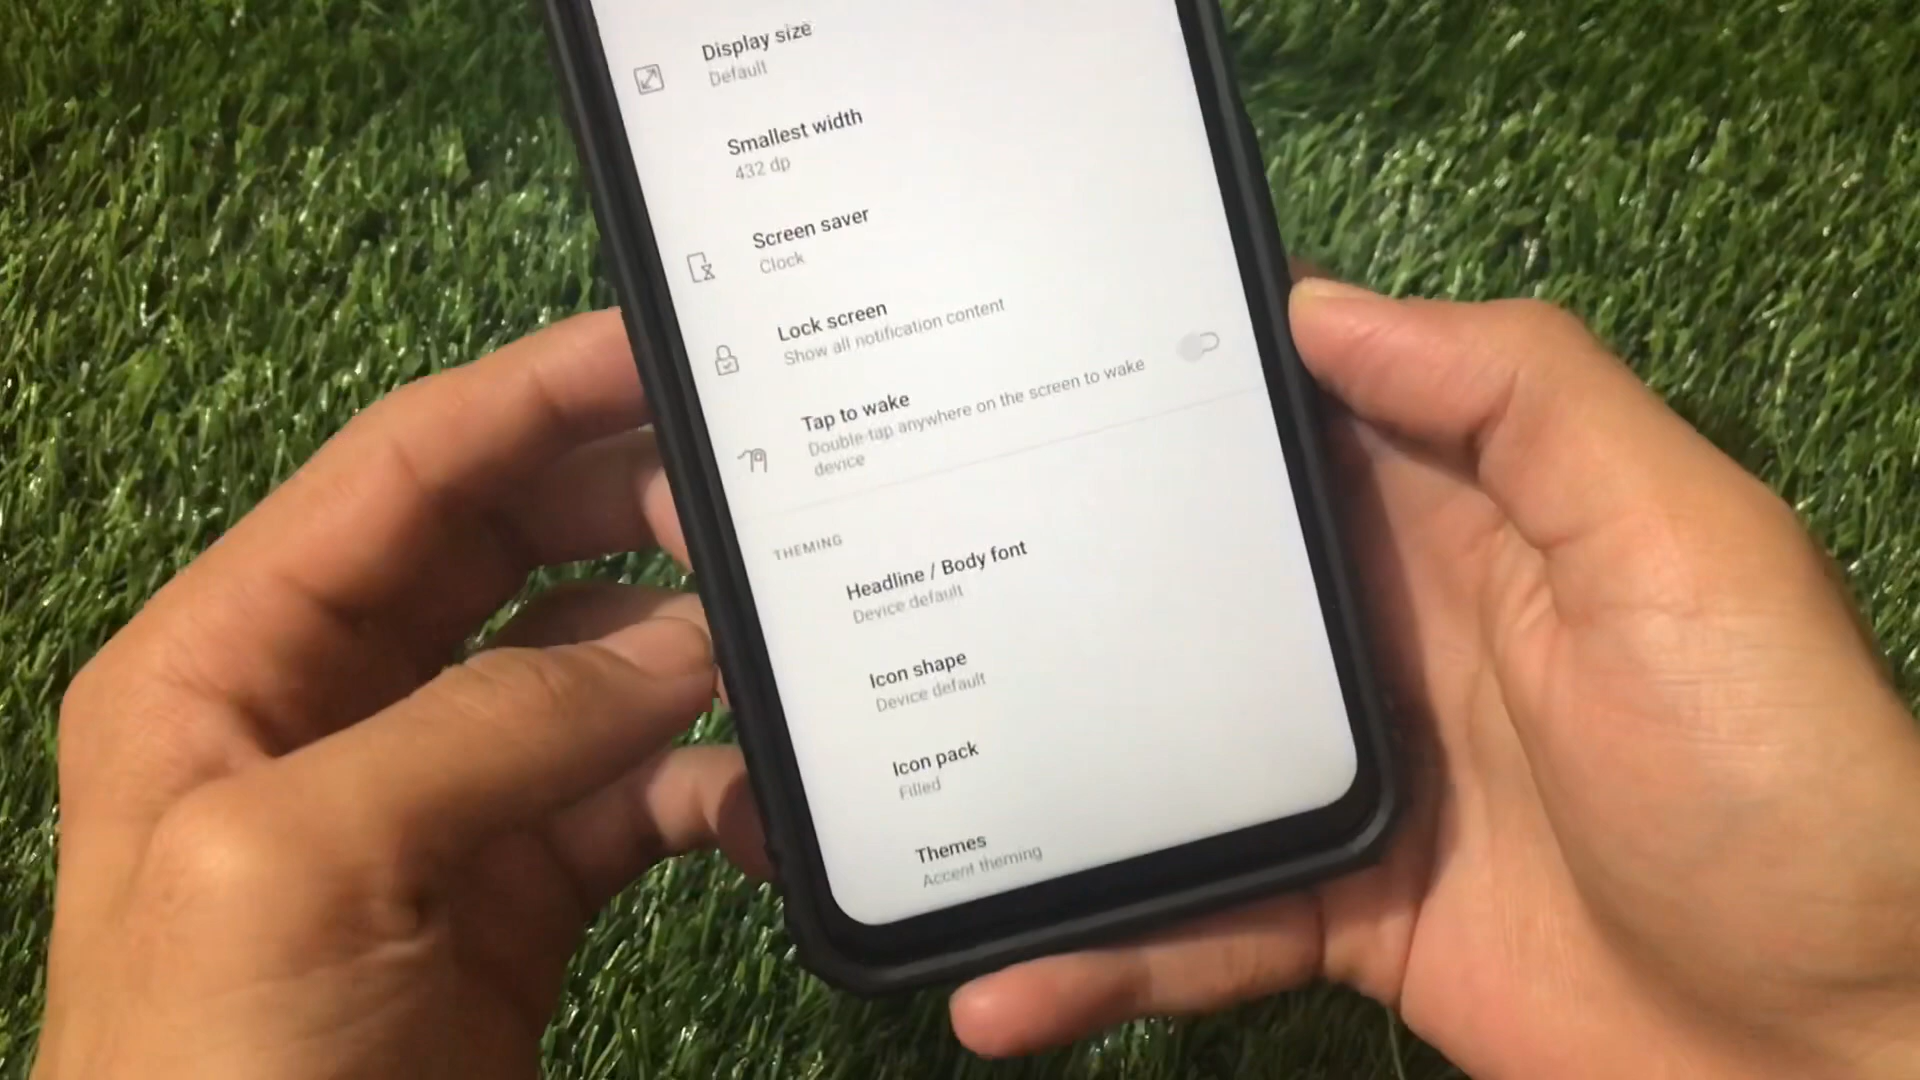 Display size
Default
Smallest width
432 dp
Screen saver
Clock
Lock screen
Show all notification content
Tap to wake
Double-tap anywhere on the screen to wake
device
THEMING
Headline / Body font
Device default
Icon shape
Device default
Icon pack
Filled
Themes
Accent theming